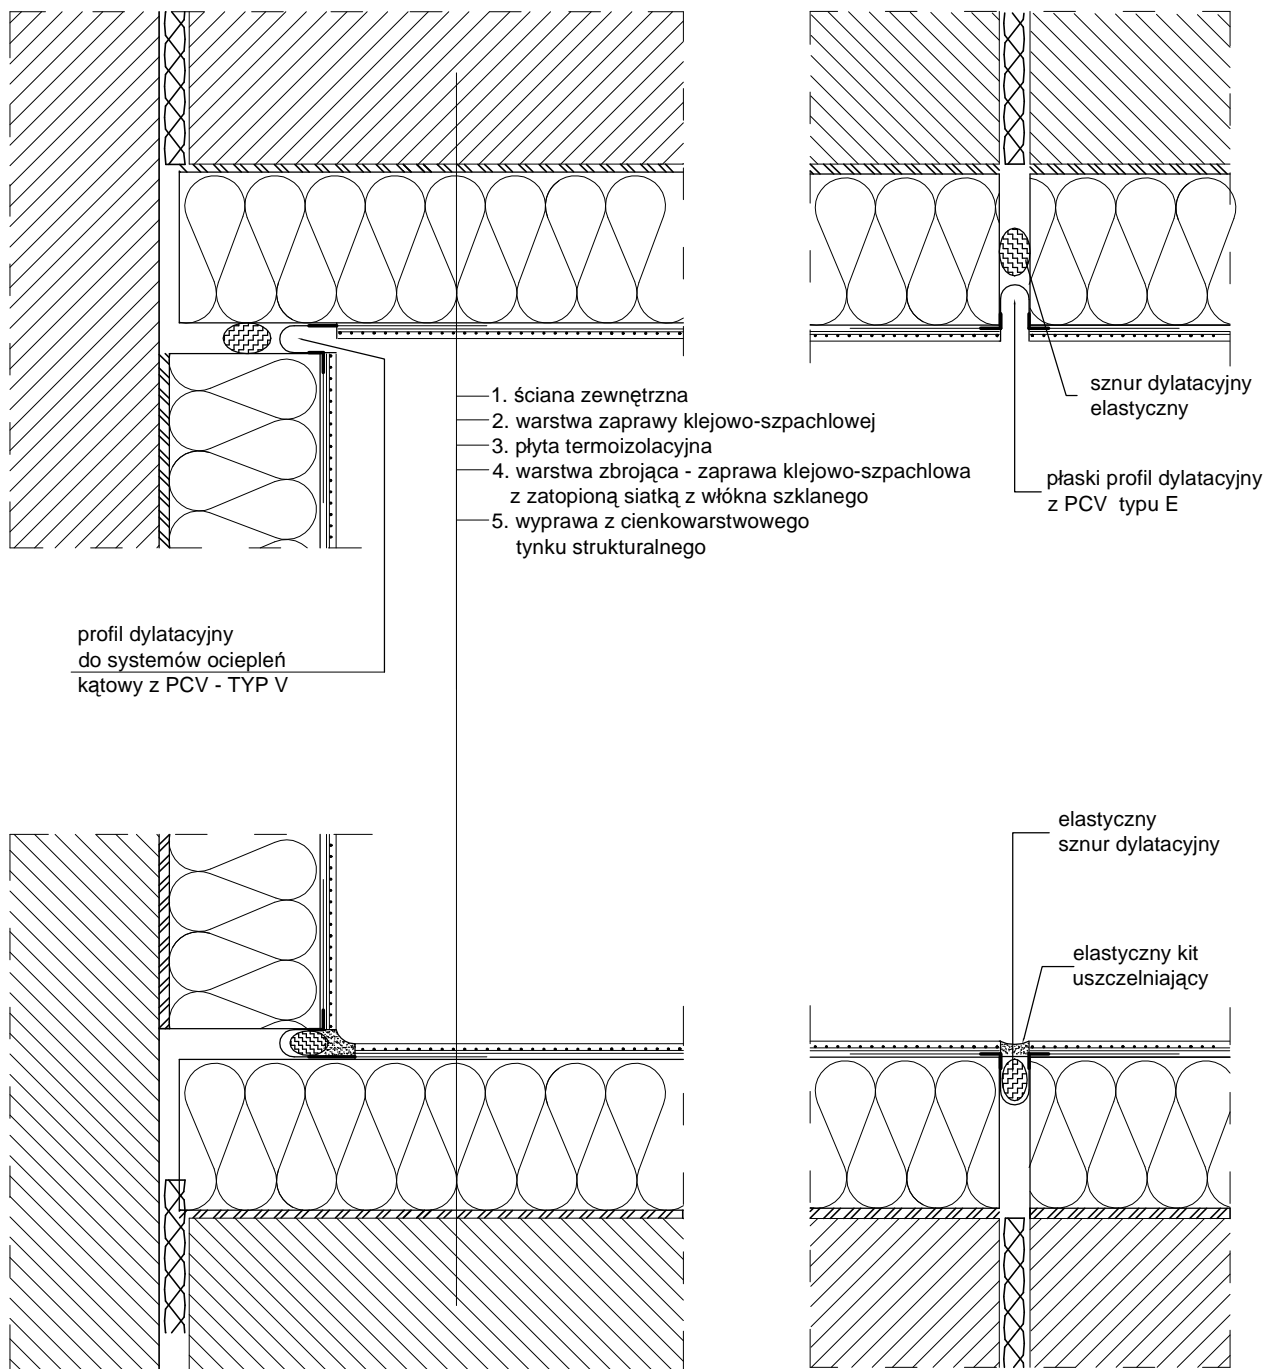 1. ściana zewnętrzna
2. warstwa zaprawy klejowo-szpachlowej
3. płyta termoizolacyjna
4. warstwa zbrojąca - zaprawa klejowo-szpachlowa
z zatopioną siatką z włókna szklanego
5. wyprawa z cienkowarstwowego
tynku strukturalnego
sznur dylatacyjny
elastyczny
płaski profil dylatacyjny
z PCV typu E
profil dylatacyjny
do systemów ociepleń
kątowy z PCV - TYP V
elastyczny
sznur dylatacyjny
elastyczny kit
uszczelniający